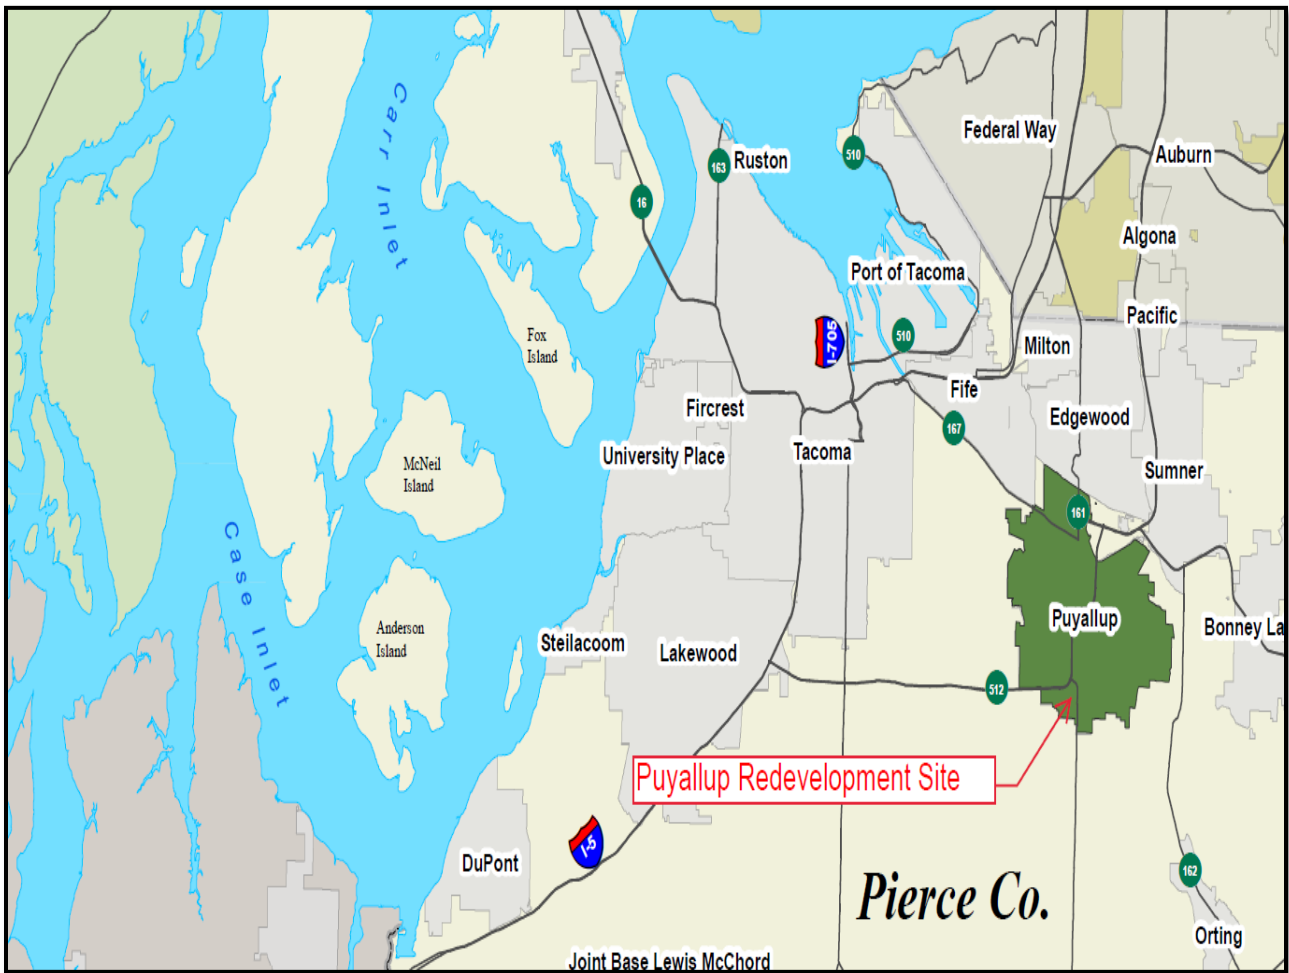 Carr Inlet
Federal Way
Auburn
Ruston
163
510
16
Algona
Port of Tacoma
Pacific
I-705
510
Milton
Fox
Island
Fife
Fircrest
Edgewood
167
University Place
Tacoma
Sumner
McNeil
Island
161
Case Inlet
Puyallup
Bonney La
Anderson
Island
Steilacoom
Lakewood
512
Puyallup Redevelopment Site
I-5
DuPont
Pierce Co.
162
Orting
Joint Base Lewis McChord